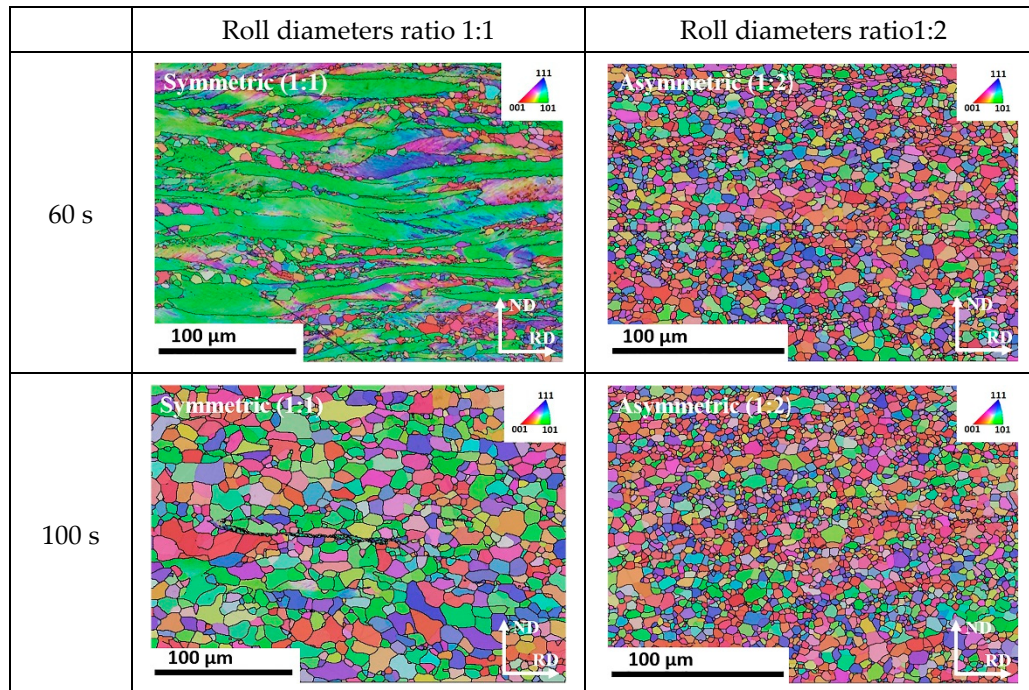 Roll diameters ratio 1:1
Roll diameters ratio1:2
60 s
Symmetric (1:1)
111
001 101
ND
RD
100 µm
Asymmetric (1:2)
111
001 101
ND
RD
100 µm
100 s
Symmetric (1:1)
111
001 101
ND
RD
100 µm
Asymmetric (1:2)
111
001 101
ND
RD
100 µm